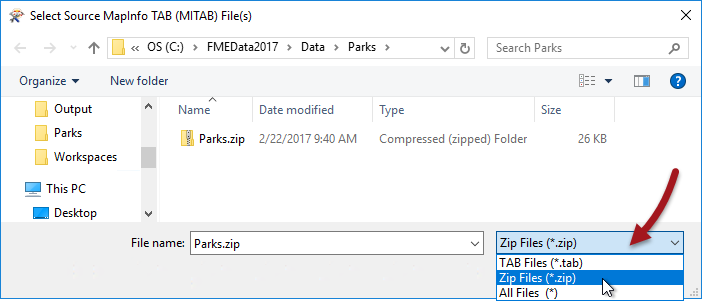 Select Source MapInfo TAB (MITAB) File(s)
« OS (C:) > FMEData2017 > Data > Parks >
Search Parks
Organize
New folder
Name
Date modified
Type
Size
Output
Parks
Workspaces
This PC
Desktop
Parks.zip 2/22/2017 9:40 AM Compressed (zipped) Folder 26 KB
File name: Parks.zip
Zip Files (*.zip)
TAB Files (*.tab)
Zip Files (*.zip)
All Files (*)